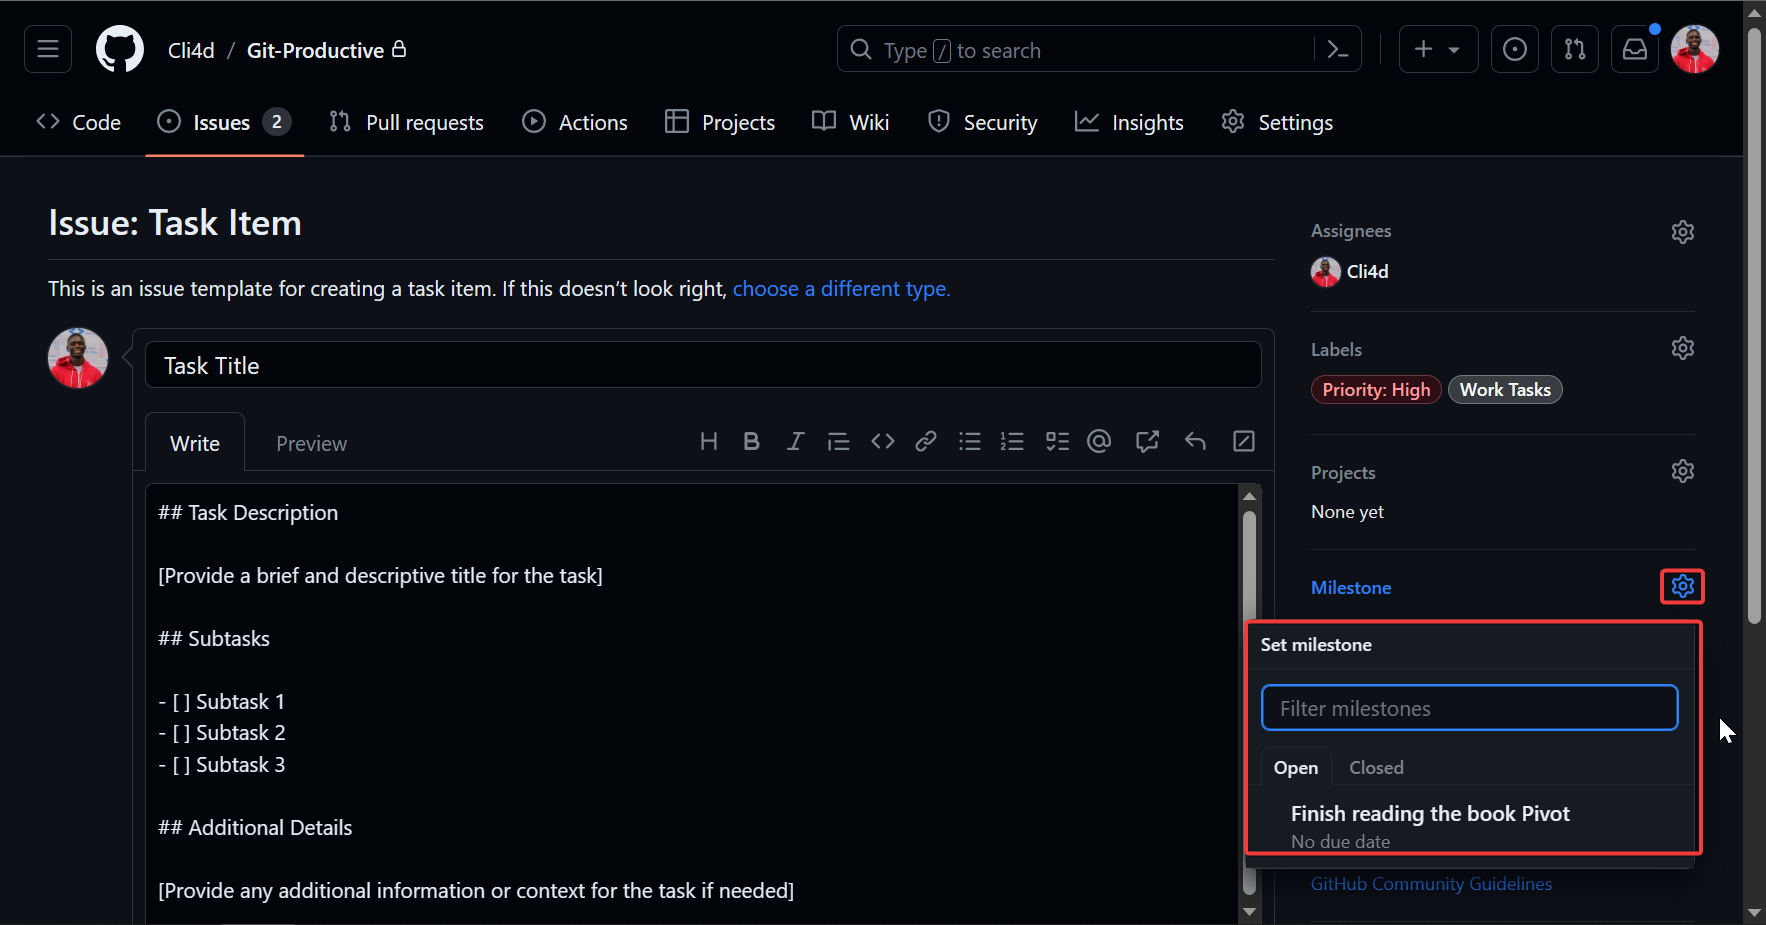 Cli4d / Git-Productive
Type / to search
Code
Issues 2
Pull requests
Actions
Projects
Wiki
Security
Insights
Settings
Issue: Task Item
This is an issue template for creating a task item. If this doesn’t look right, choose a different type.
Task Title
Write
Preview
## Task Description
[Provide a brief and descriptive title for the task]
## Subtasks
- [ ] Subtask 1
- [ ] Subtask 2
- [ ] Subtask 3
## Additional Details
[Provide any additional information or context for the task if needed]
Assignees
Cli4d
Labels
Priority: High Work Tasks
Projects
None yet
Milestone
Set milestone
Filter milestones
Open Closed
Finish reading the book Pivot
No due date
GitHub Community Guidelines